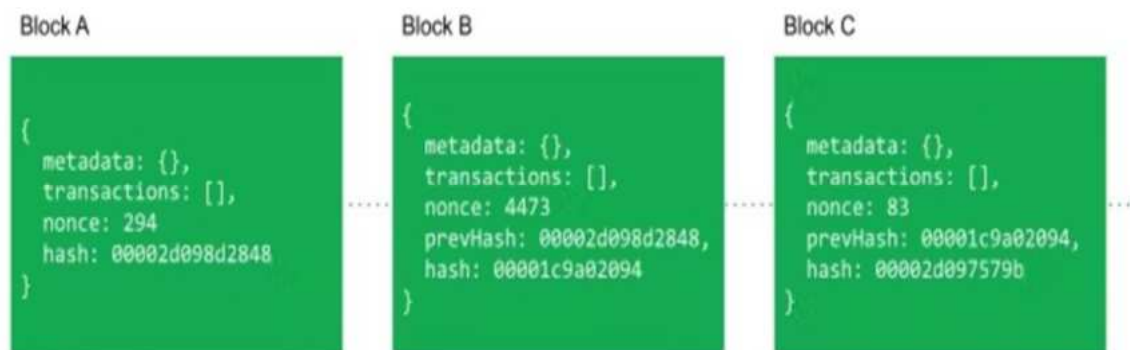 Block A
{
metadata: {},
transactions: [],
nonce: 294
hash: 00002d098d2848
}
Block B
{
metadata: {},
transactions: [],
nonce: 4473
prevHash: 00002d098d2848,
hash: 00001c9a02094
}
Block C
{
metadata: {},
transactions: [],
nonce: 83
prevHash: 00001c9a02094,
hash: 00002d097579b
}